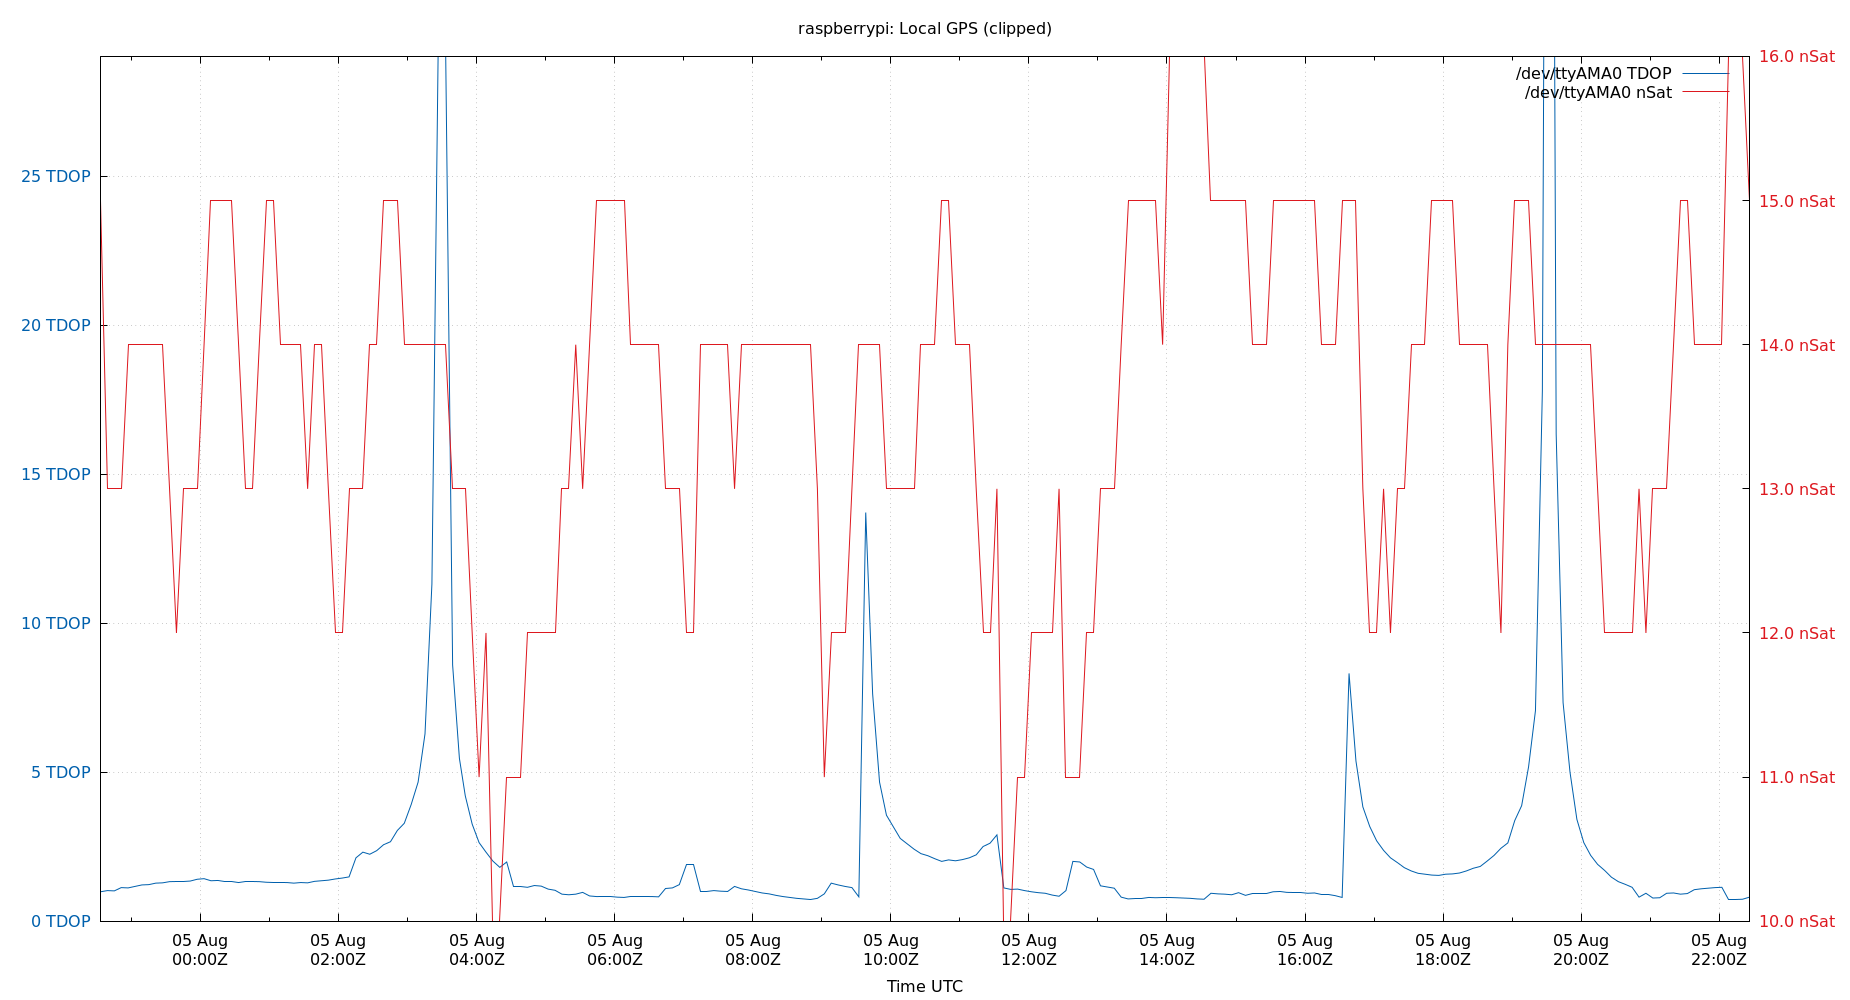 raspberrypi: Local GPS (clipped)
16.0 nSat
/dev/ttyAMA0 TDOP
/dev/ttyAMA0 nSat
25 TDOP
15.0 nSat
20 TDOP
14.0 nSat
15 TDOP
13.0 nSat
10 TDOP
12.0 nSat
5 TDOP
11.0 nSat
0 TDOP
10.0 nSat
05 Aug 05 Aug 05 Aug 05 Aug 05 Aug 05 Aug 05 Aug 05 Aug 05 Aug 05 Aug 05 Aug 05 Aug
00:00Z 02:00Z 04:00Z 06:00Z 08:00Z 10:00Z 12:00Z 14:00Z 16:00Z 18:00Z 20:00Z 22:00Z
Time UTC